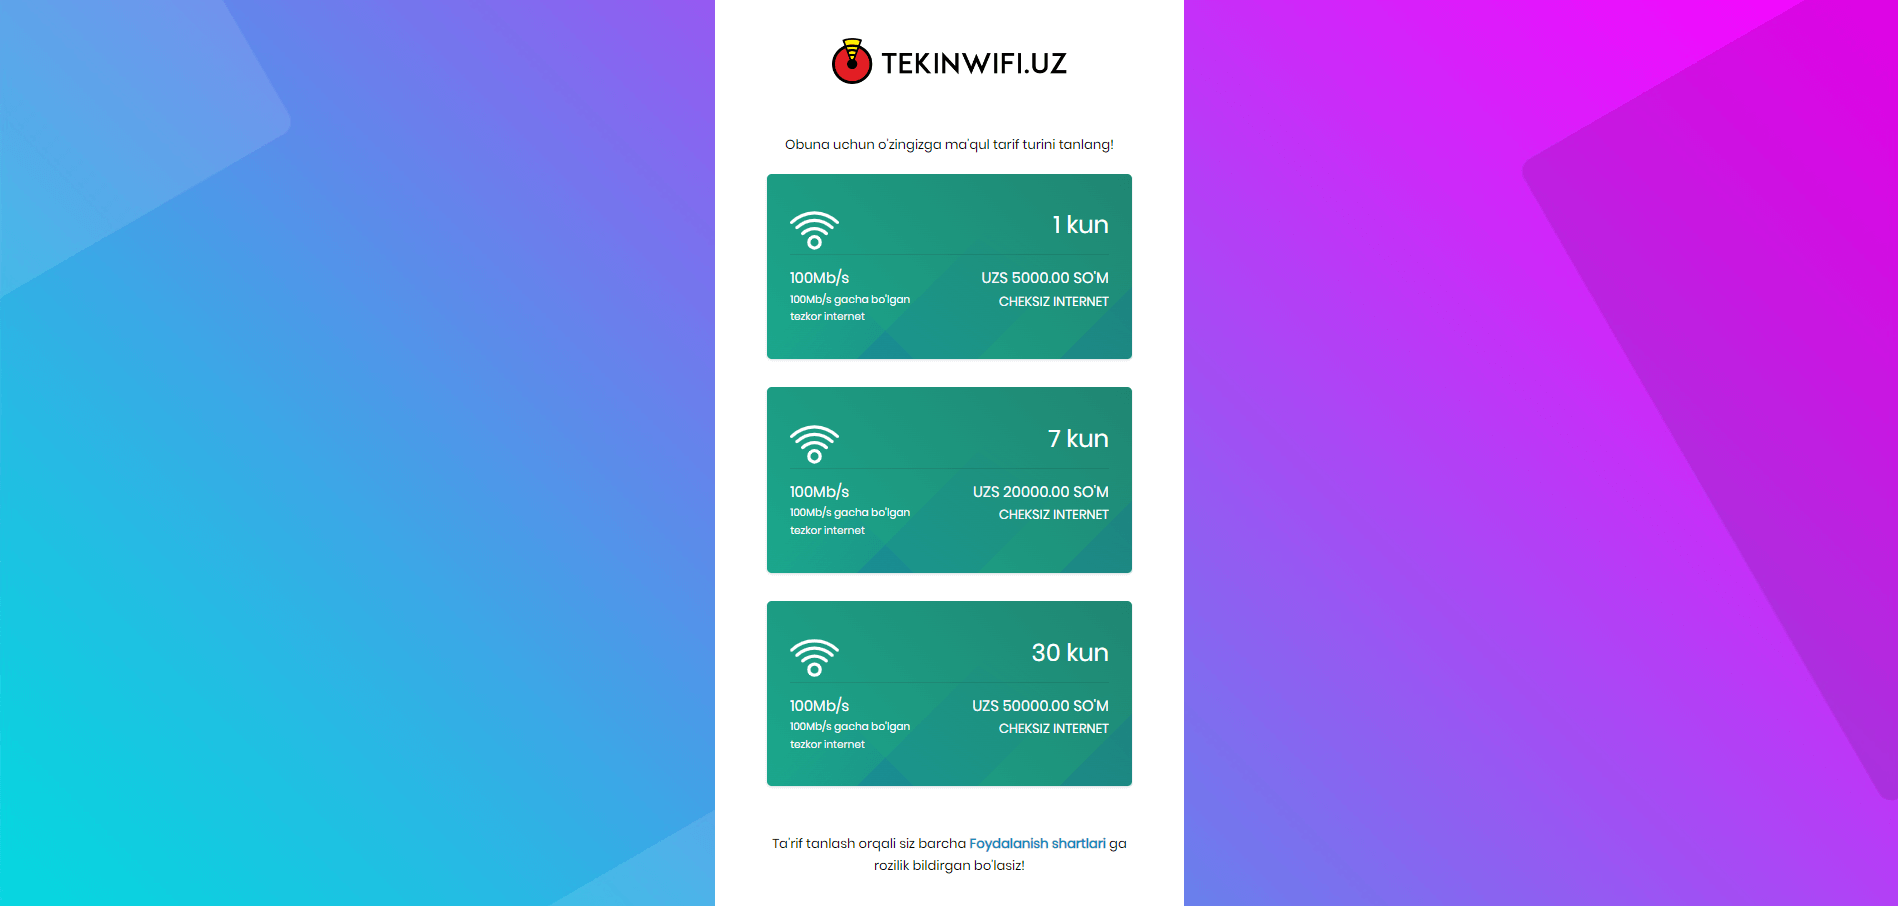 TEKINWIFI.UZ
Obuna uchun o'zingizga ma'qul tarif turini tanlang!
1 kun
100Mb/s
UZS 5000.00 SO'M
100Mb/s gacha bo'lgan
tezkor internet
CHEKSIZ INTERNET
7 kun
100Mb/s
UZS 20000.00 SO'M
100Mb/s gacha bo'lgan
tezkor internet
CHEKSIZ INTERNET
30 kun
100Mb/s
UZS 50000.00 SO'M
100Mb/s gacha bo'lgan
tezkor internet
CHEKSIZ INTERNET
Ta'rif tanlash orqali siz barcha Foydalanish shartlari ga
rozilik bildirgan bo'lasiz!